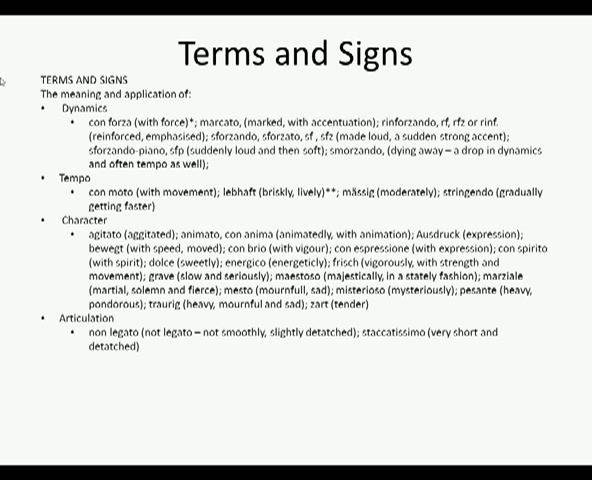 Terms and Signs
TERMS AND SIGNS
The meaning and application of:
• Dynamics
• con forza (with force)*; marcato, (marked, with accentuation); rinforzando, rf, rfz or rinf.
(reinforced, emphasised); sforzando, sforzato, sf , sfz (made loud, a sudden strong accent);
sforzando-piano, sfp (suddenly loud and then soft); smorzando, (dying away – a drop in dynamics
and often tempo as well);
• Tempo
• con moto (with movement); lebhaft (briskly, lively)**; mässig (moderately); stringendo (gradually
getting faster)
• Character
• agitato (aggitated); animato, con anima (animatedly, with animation); Ausdruck (expression);
bewegt (with speed, moved); con brio (with vigour); con espressione (with expression); con spirito
(with spirit); dolce (sweetly); energico (energeticly); frisch (vigorously, with strength and
movement); grave (slow and seriously); maestoso (majestically, in a stately fashion); marziale
(martial, solemn and fierce); mesto (mournfull, sad); misterioso (mysteriously); pesante (heavy,
pondorous); traurig (heavy, mournful and sad); zart (tender)
• Articulation
• non legato (not legato – not smoothly, slightly detatched); staccatissimo (very short and
detatched)